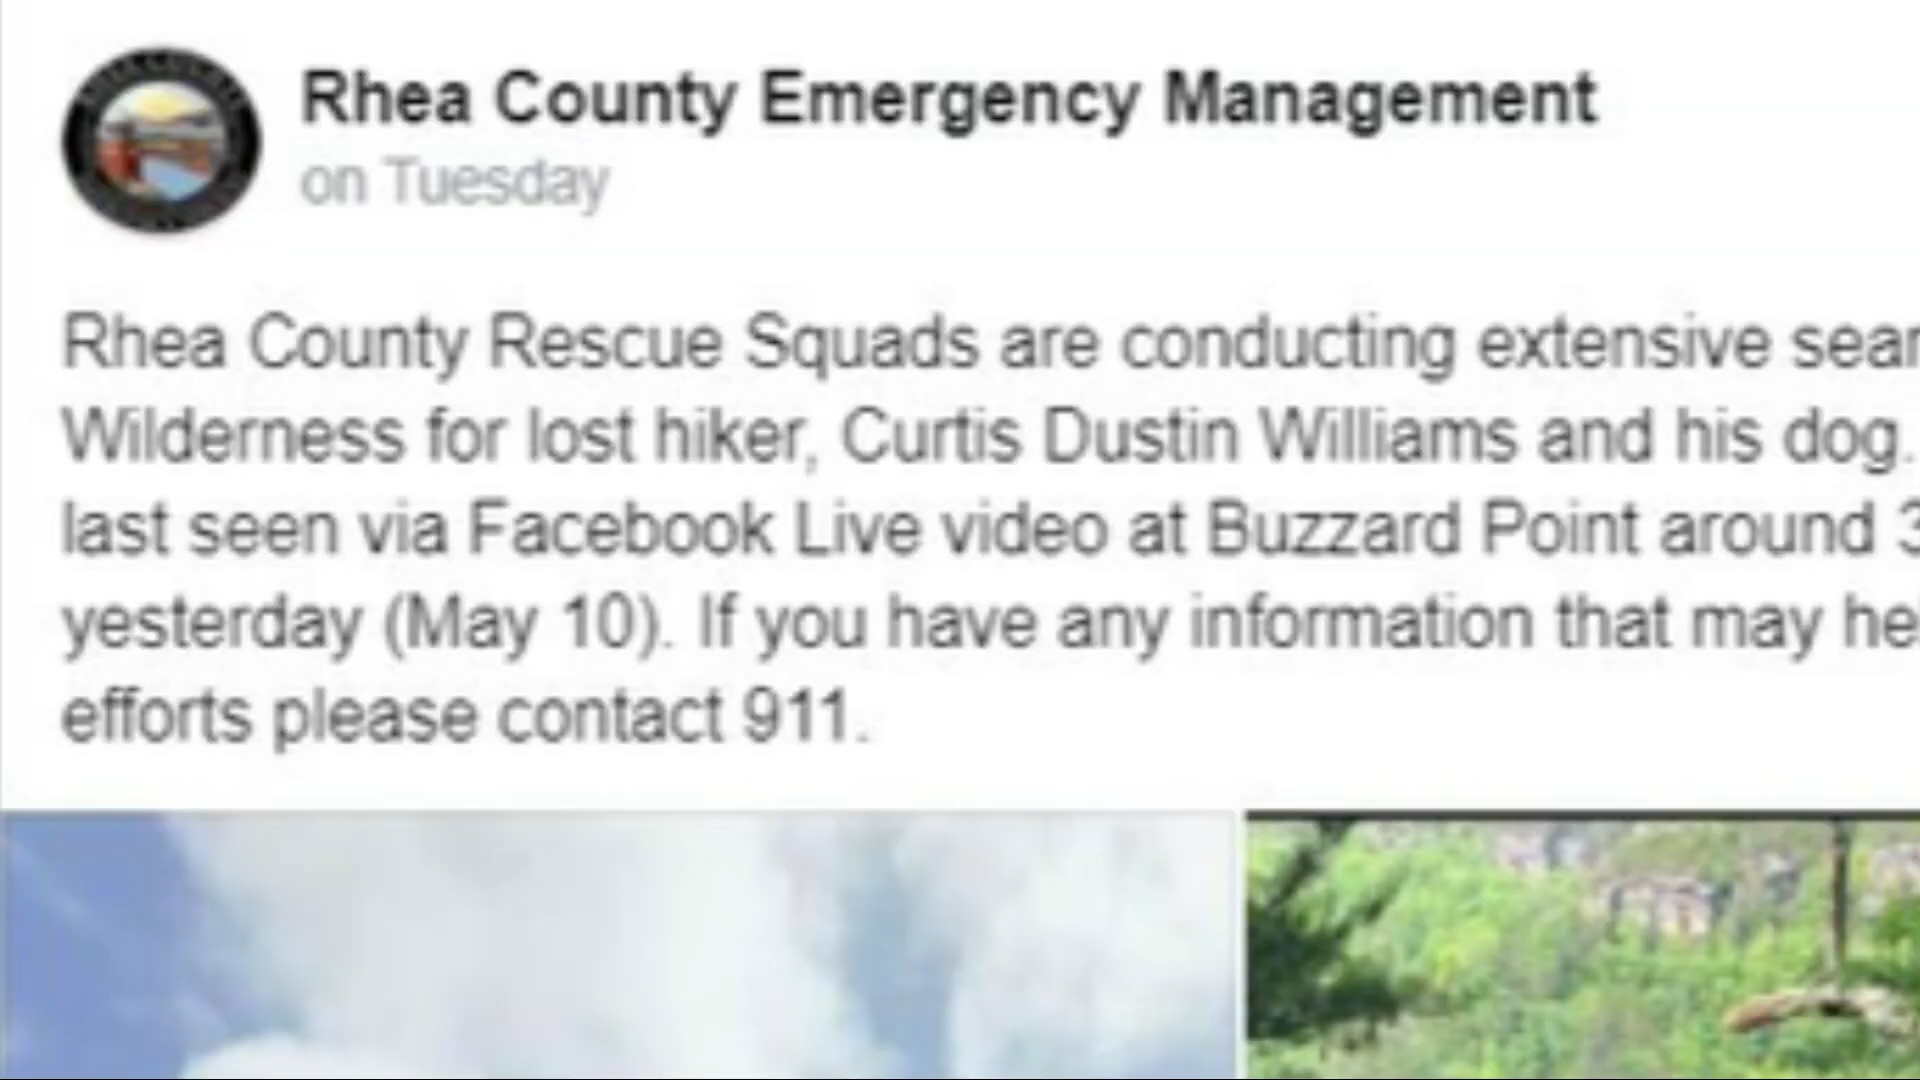 Rhea County Emergency Management
on Tuesday
Rhea County Rescue Squads are conducting extensive
Wilderness for lost hiker, Curtis Dustin Williams and his dog.
last seen via Facebook Live video at Buzzard Point around
yesterday (May 10). If you have any information that may
efforts please contact 911.